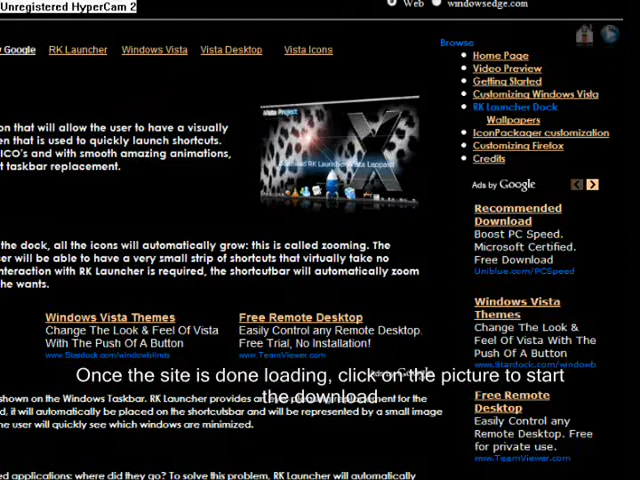 Unregistered HyperCam 2
Web windowsedge.com
y Google RK Launcher Windows Vista Vista Desktop Vista Icons
Browse
Home Page
Video Preview
Getting Started
Customizing Windows Vista
RK Launcher Dock
Wallpapers
IconPackager customization
Customizing Firefox
Credits
on that will allow the user to have a visually
en that is used to quickly launch shortcuts.
ICO's and with smooth amazing animations,
t taskbar replacement.
Vista Project
Ads by Google
Recommended
Download
Boost PC Speed.
Microsoft Certified.
Free Download
Uniblue.com/PCSpeed
the dock, all the icons will automatically grow: this is called zooming. The
ser will be able to have a very small strip of shortcuts that virtually take no
nteraction with RK Launcher is required, the shortcutbar will automatically zoom
he wants.
Windows Vista Themes
Change The Look & Feel Of Vista
With The Push Of A Button
www.Stardock.com/windowblinds
Free Remote Desktop
Easily Control any Remote Desktop.
Free Trial, No Installation!
www.TeamViewer.com
Windows Vista
Themes
Change The Look &
Feel Of Vista With
The Push Of A Button
www.Stardock.com/windowb
Once the site is done loading, click on the picture to start
the download
shown on the Windows Taskbar. RK Launcher provides for the
d, it will automatically be placed on the shortcutsbar and will be represented by a small image
he user will quickly see which windows are minimized.
Free Remote
Desktop
Easily Control any
Remote Desktop. Free
for private use.
www.TeamViewer.com
ed applications: where did they go? To solve this problem, RK Launcher will automatically